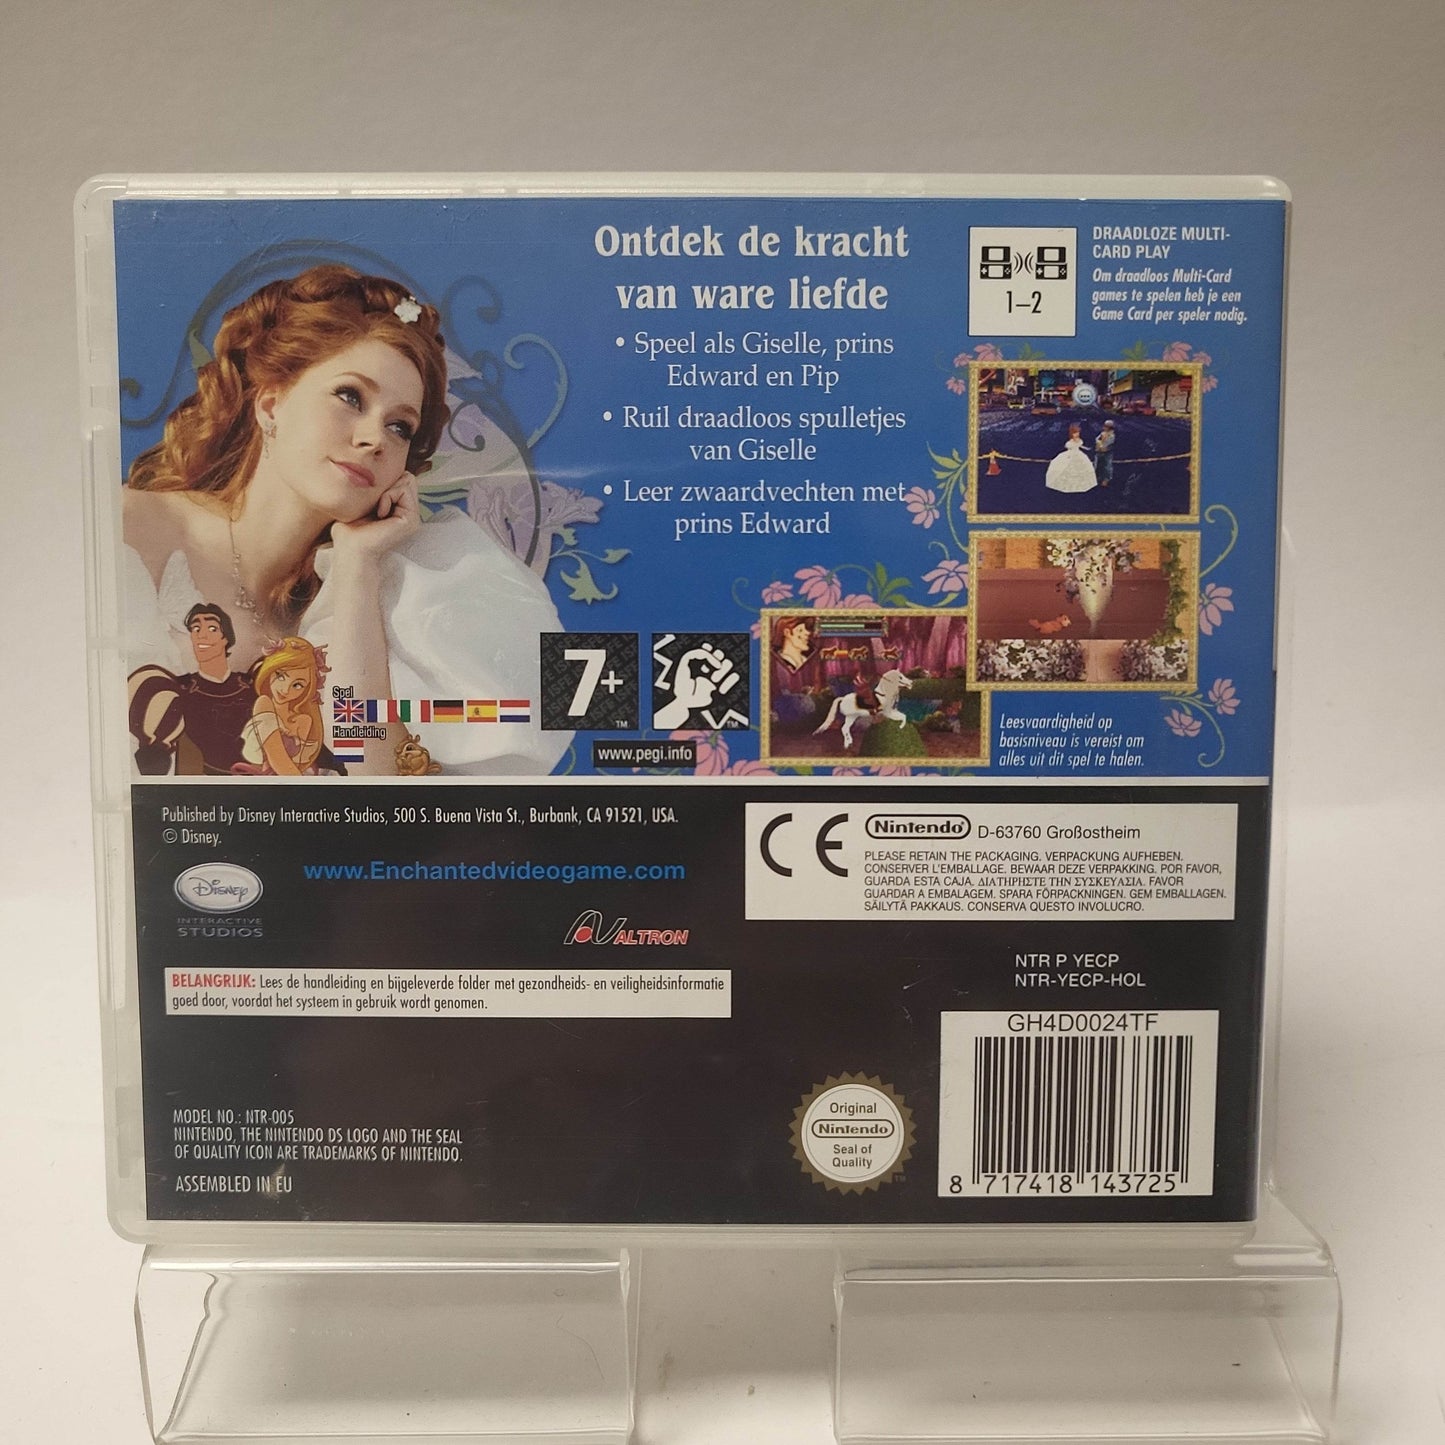 Ontdek de kracht
van ware liefde
• Speel als Giselle, prins
Edward en Pip
• Ruil draadloos spulletjes
van Giselle
• Leer zwaardvechten met
prins Edward
1–2
DRAADLOZE MULTI-
CARD PLAY
Om draadloos Multi-Card
games te spelen heb je een
Game Card per speler nodig.
Spel
Handleiding
7+
TM
TM
www.pegi.info
Leesvaardigheid op
basisniveau is vereist om
alles uit dit spel te halen.
Published by Disney Interactive Studios, 500 S. Buena Vista St., Burbank, CA 91521, USA.
© Disney.
www.Enchantedvideogame.com
Disney
INTERACTIVE
STUDIOS
ALTRON
BELANGRIJK: Lees de handleiding en bijgeleverde folder met gezondheids- en veiligheidsinformatie
goed door, voordat het systeem in gebruik wordt genomen.
CE
Nintendo D-63760 Großostheim
PLEASE RETAIN THE PACKAGING. VERPACKUNG AUFHEBEN.
CONSERVER L'EMBALLAGE. BEWAAR DEZE VERPAKKING. POR FAVOR,
GUARDA ESTA CAJA. ΔΙΑΤΗΡΗΣΤΕ ΤΗΝ ΣΥΣΚΕΥΑΣΙΑ. FAVOR
GUARDAR A EMBALAGEM. SPARA FÖRPACKNINGEN. GEM EMBALLAGEN.
SÄILYTÄ PAKKAUS. CONSERVA QUESTO INVOLUCRO.
NTR P YECP
NTR-YECP-HOL
GH4D0024TF
8 717418 143725
Original
Nintendo
Seal of
Quality
TM
MODEL NO.: NTR-005
NINTENDO, THE NINTENDO DS LOGO AND THE SEAL
OF QUALITY ICON ARE TRADEMARKS OF NINTENDO.
ASSEMBLED IN EU